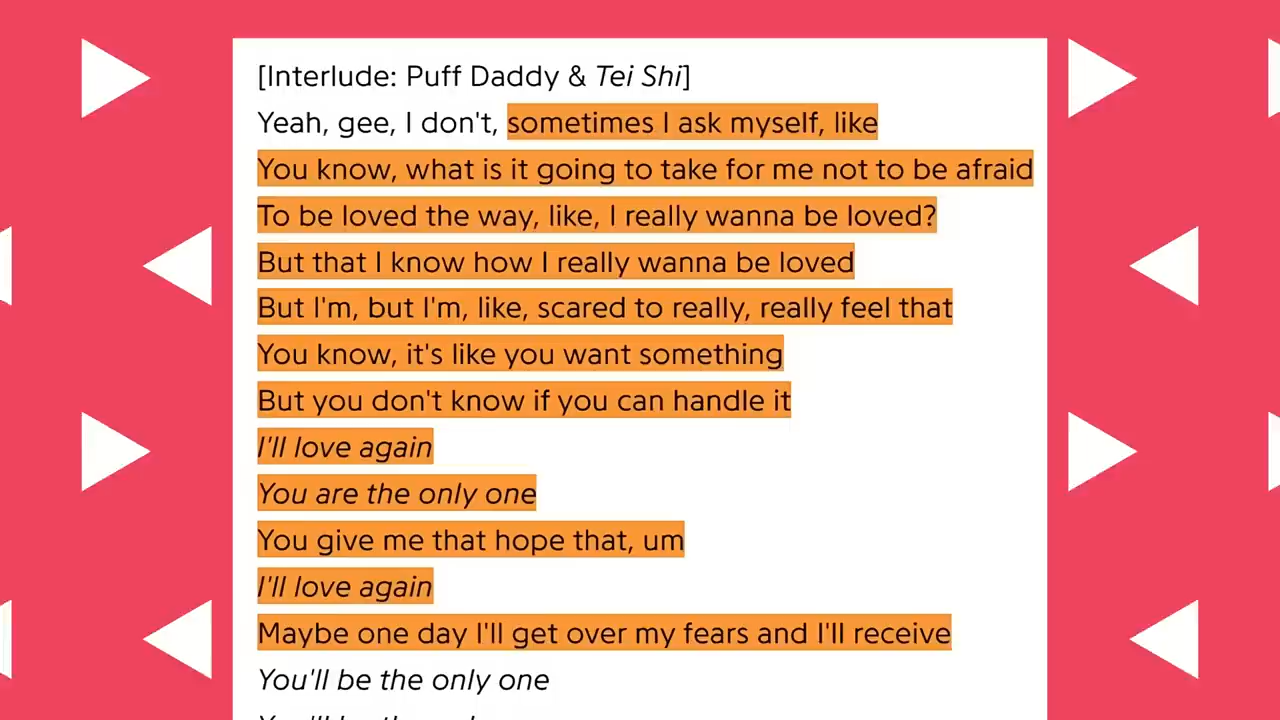 [Interlude: Puff Daddy & Tei Shi]
Yeah, gee, I don't, sometimes I ask myself, like
You know, what is it going to take for me not to be afraid
To be loved the way, like, I really wanna be loved?
But that I know how I really wanna be loved
But I'm, but I'm, like, scared to really, really feel that
You know, it's like you want something
But you don't know if you can handle it
I'll love again
You are the only one
You give me that hope that, um
I'll love again
Maybe one day I'll get over my fears and I'll receive
You'll be the only one